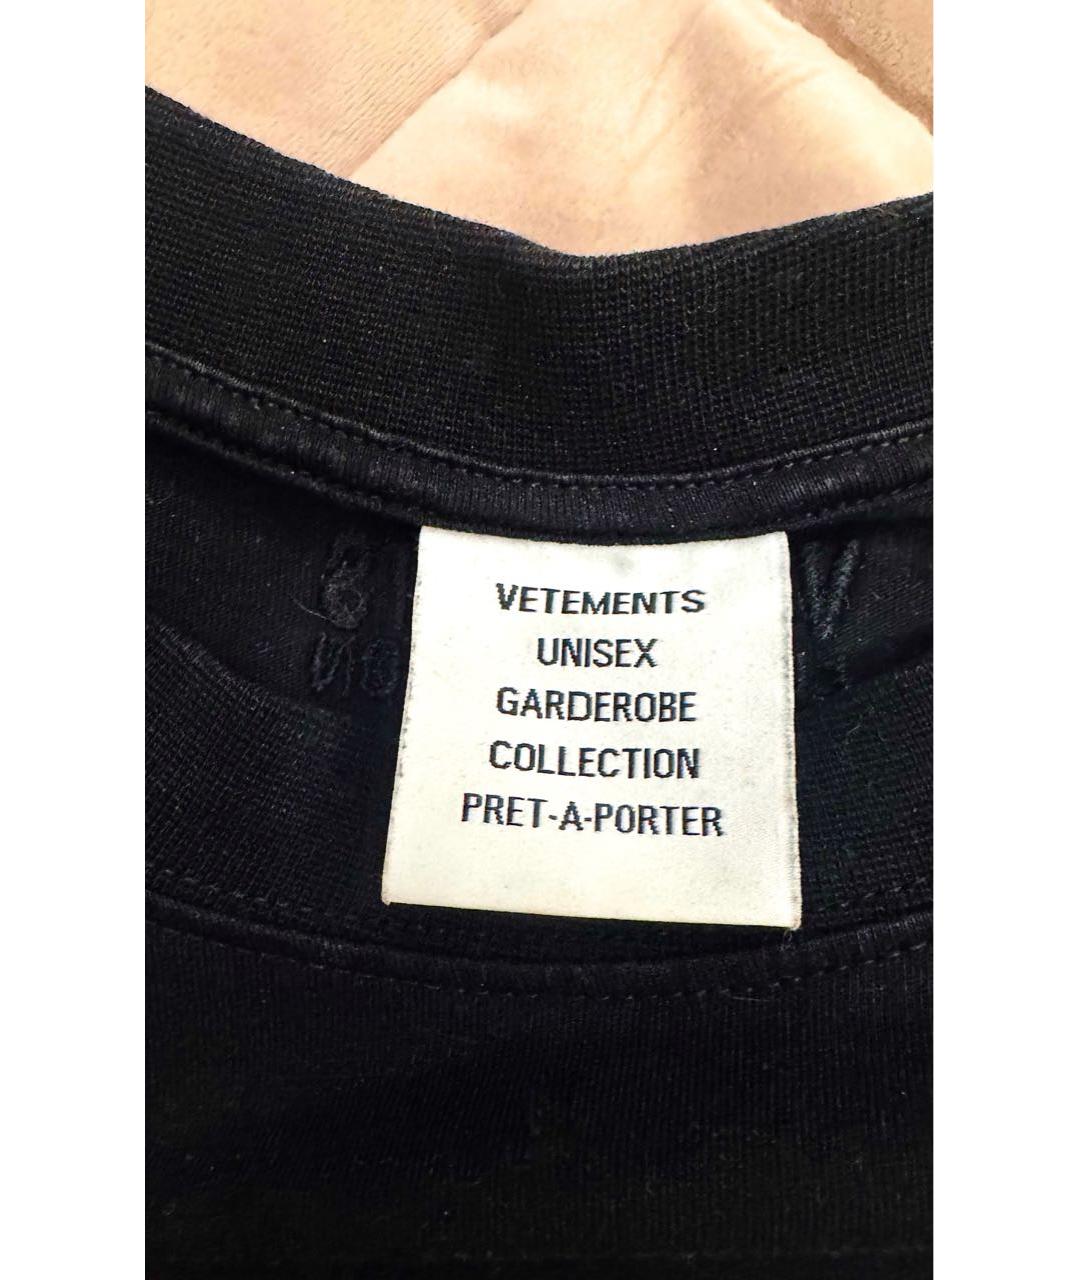 VETEMENTS
UNISEX
GARDEROBE
COLLECTION
PRET-A-PORTER